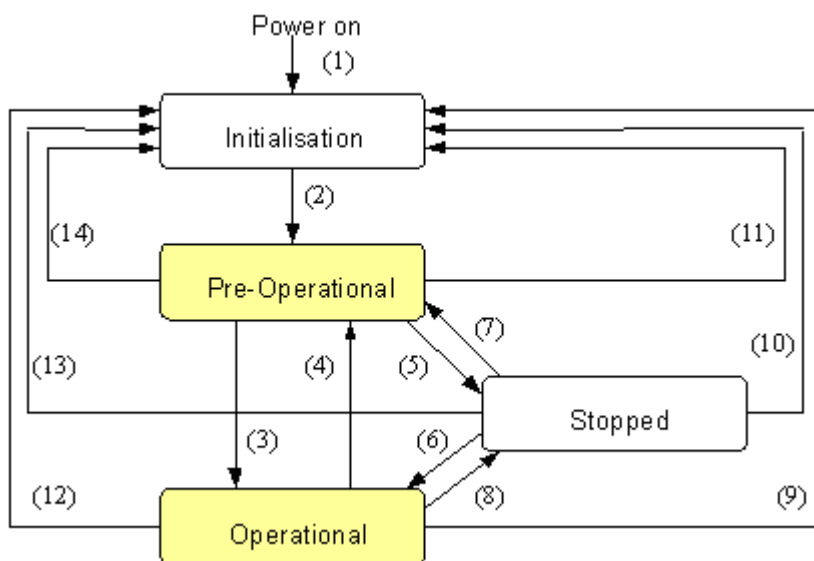 Power on
(1)
Initialisation
(2)
(14)
(11)
Pre-Operational
(7)
(13)
(4)
(5)
(10)
Stopped
(3)
(6)
(12)
(8)
(9)
Operational